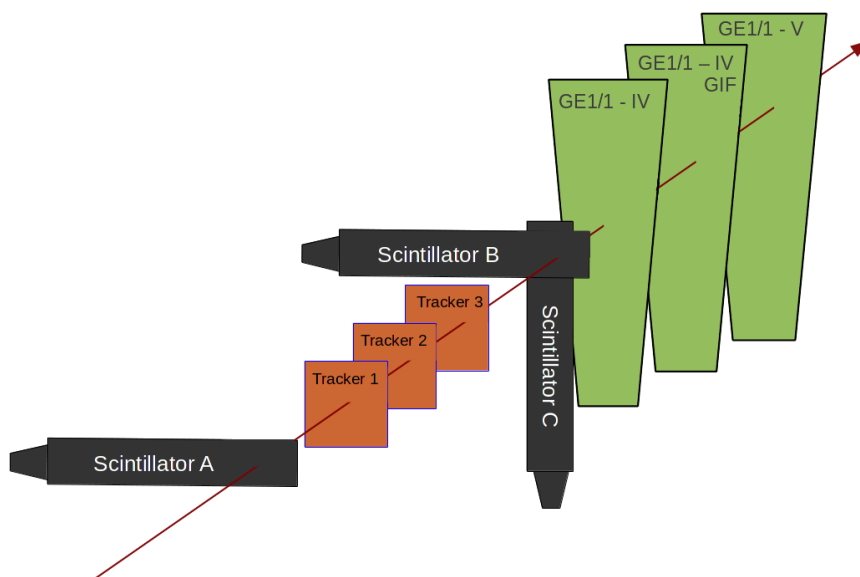 GE1/1 - V
GE1/1 – IV
GIF
GE1/1 - IV
Scintillator B
Tracker 3
Tracker 2
Tracker 1
Scintillator C
Scintillator A